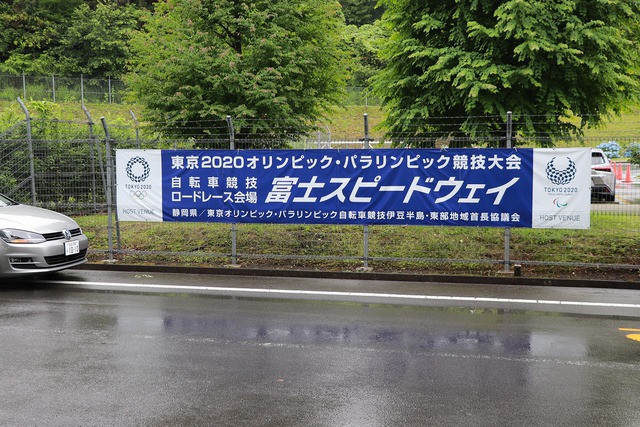 東京2020オリンピック・パラリンピック競技大会
自転車競技
ロードレース会場
富士スピードウェイ
静岡県／東京オリンピック・パラリンピック自転車競技伊豆半島・東部地域首長協議会
TOKYO 2020
HOST VENUE
TOKYO 2020
HOST VENUE